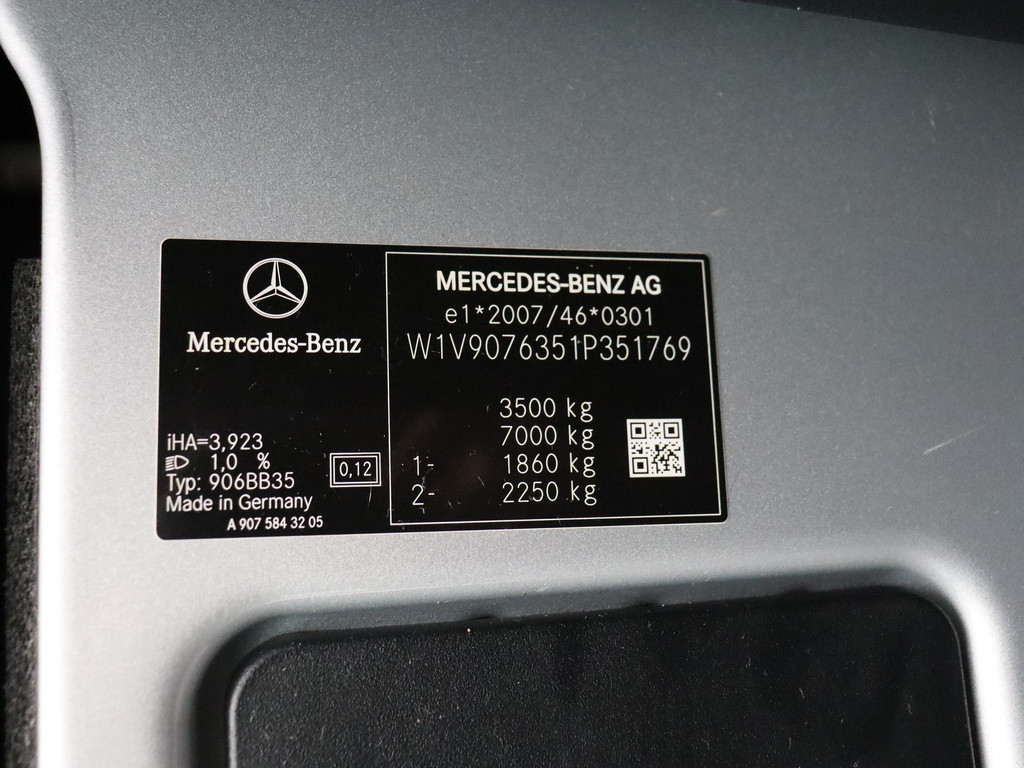 Mercedes-Benz
iHA=3,923
1,0 %
Typ: 906BB35
Made in Germany
A 907 584 32 05
0,12
MERCEDES-BENZ AG
e1*2007/46*0301
W1V9076351P351769
3500 kg
7000 kg
1- 1860 kg
2- 2250 kg